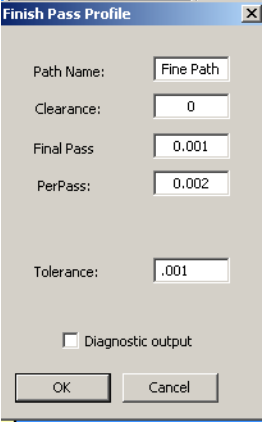 Finish Pass Profile
Path Name: Fine Path
Clearance: 0
Final Pass 0.001
PerPass: 0.002
Tolerance: .001
Diagnostic output
OK Cancel